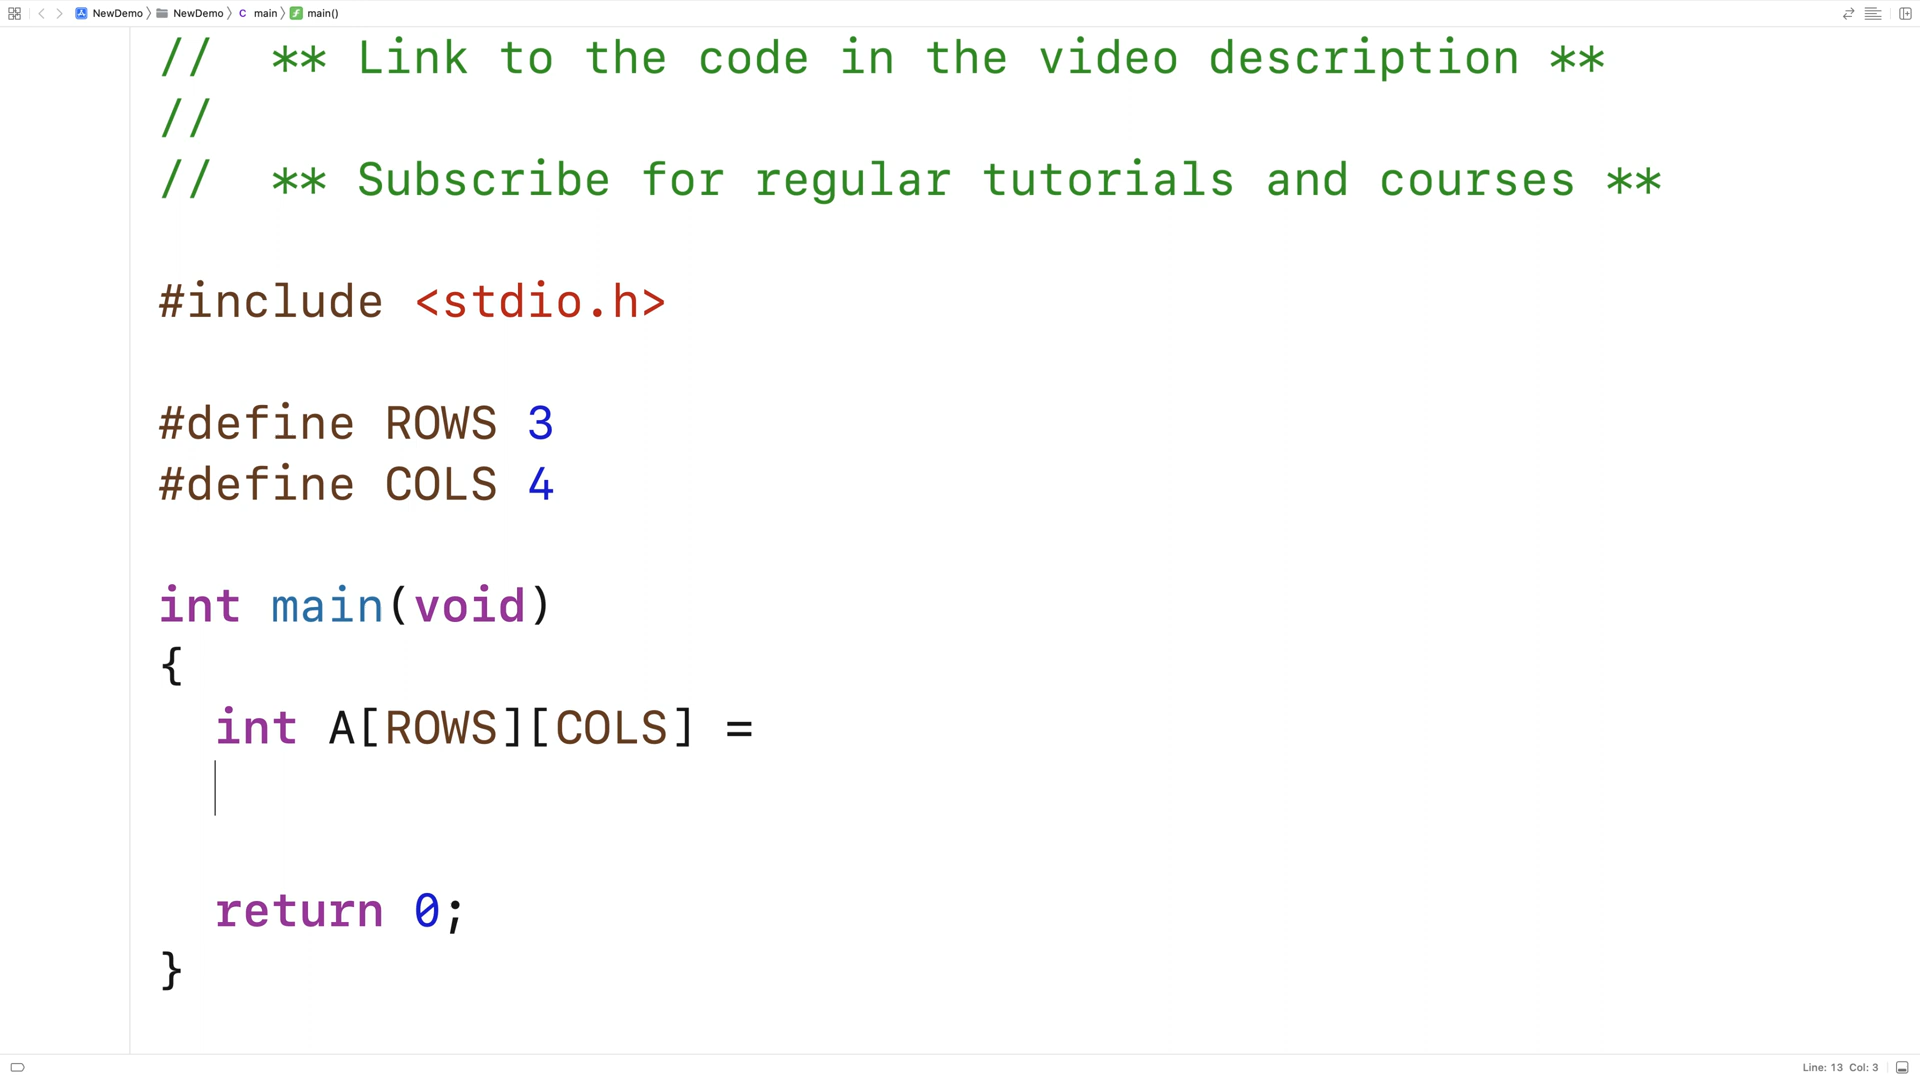 NewDemo NewDemo C main f main()
// ** Link to the code in the video description **
//
// ** Subscribe for regular tutorials and courses **
#include <stdio.h>
#define ROWS 3
#define COLS 4
int main(void)
{
int A[ROWS][COLS] =
return 0;
}
Line: 13 Col: 3